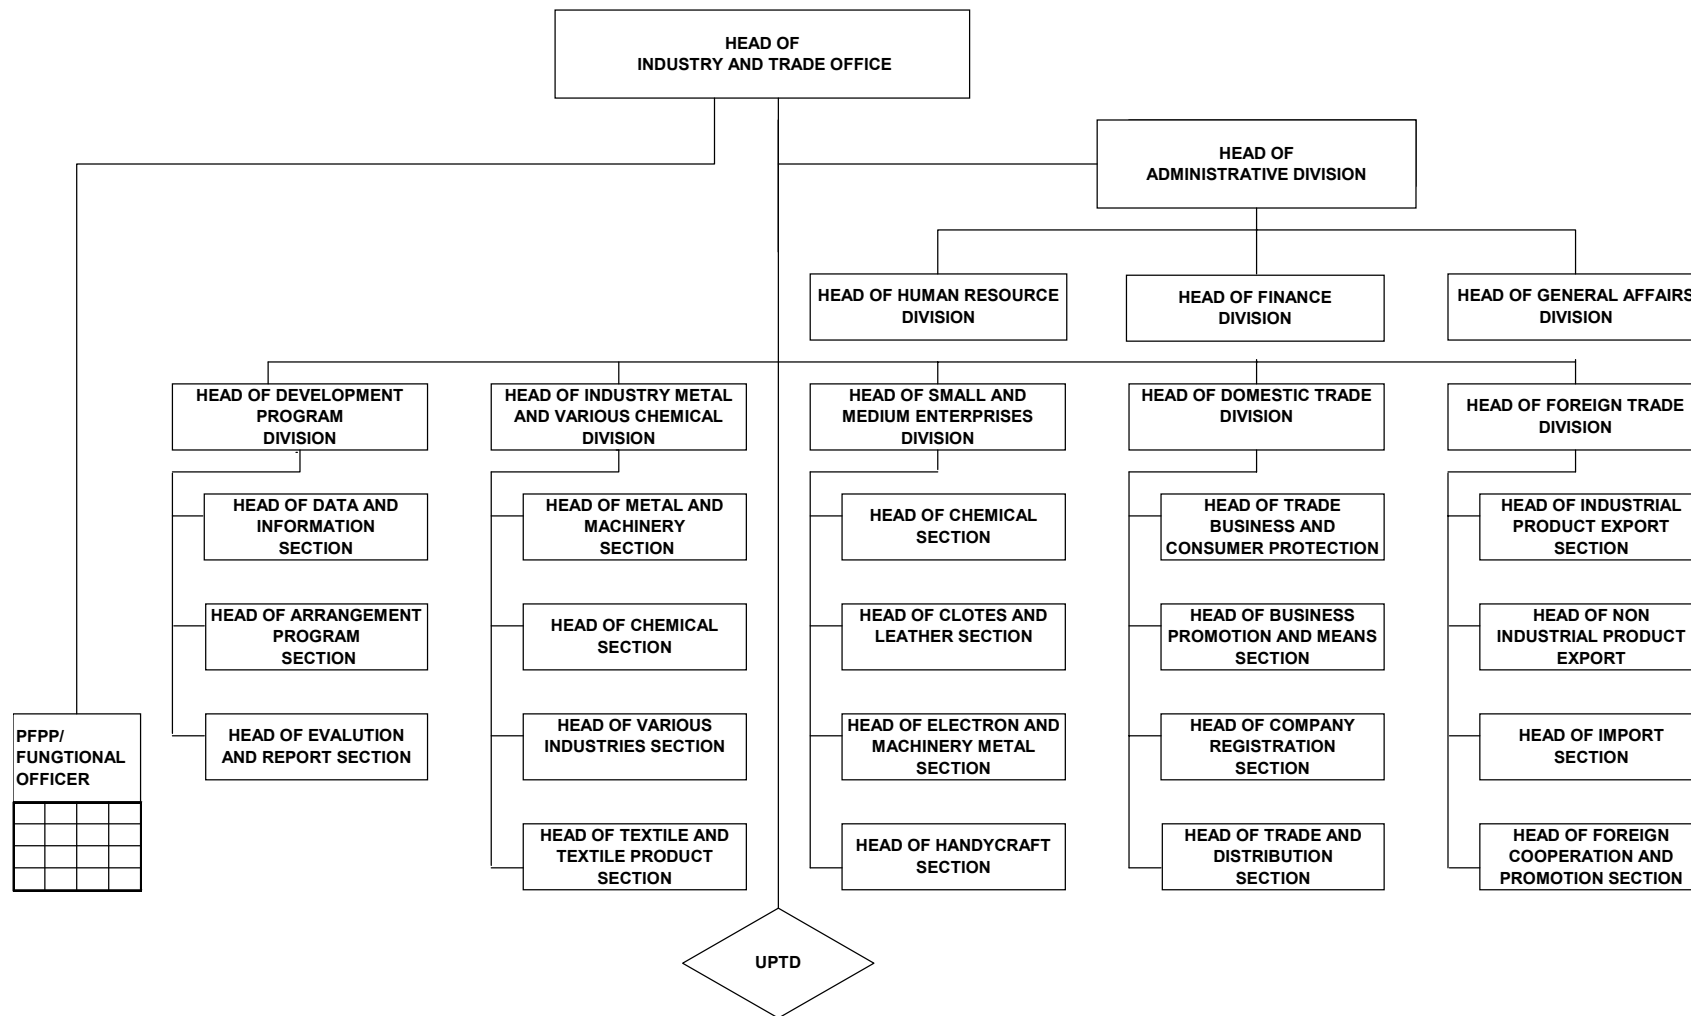 HEAD OF
INDUSTRY AND TRADE OFFICE
HEAD OF
ADMINISTRATIVE DIVISION
HEAD OF HUMAN RESOURCE
DIVISION
HEAD OF FINANCE
DIVISION
HEAD OF GENERAL AFFAIRS
DIVISION
HEAD OF DEVELOPMENT
PROGRAM
DIVISION
HEAD OF INDUSTRY METAL
AND VARIOUS CHEMICAL
DIVISION
HEAD OF SMALL AND
MEDIUM ENTERPRISES
DIVISION
HEAD OF DOMESTIC TRADE
DIVISION
HEAD OF FOREIGN TRADE
DIVISION
HEAD OF DATA AND
INFORMATION
SECTION
HEAD OF METAL AND
MACHINERY
SECTION
HEAD OF CHEMICAL
SECTION
HEAD OF TRADE
BUSINESS AND
CONSUMER PROTECTION
HEAD OF INDUSTRIAL
PRODUCT EXPORT
SECTION
HEAD OF ARRANGEMENT
PROGRAM
SECTION
HEAD OF CHEMICAL
SECTION
HEAD OF CLOTES AND
LEATHER SECTION
HEAD OF BUSINESS
PROMOTION AND MEANS
SECTION
HEAD OF NON
INDUSTRIAL PRODUCT
EXPORT
PFPP/
FUNGTIONAL
OFFICER
HEAD OF EVALUTION
AND REPORT SECTION
HEAD OF VARIOUS
INDUSTRIES SECTION
HEAD OF ELECTRON AND
MACHINERY METAL
SECTION
HEAD OF COMPANY
REGISTRATION
SECTION
HEAD OF IMPORT
SECTION
HEAD OF TEXTILE AND
TEXTILE PRODUCT
SECTION
HEAD OF HANDYCRAFT
SECTION
HEAD OF TRADE AND
DISTRIBUTION
SECTION
HEAD OF FOREIGN
COOPERATION AND
PROMOTION SECTION
UPTD